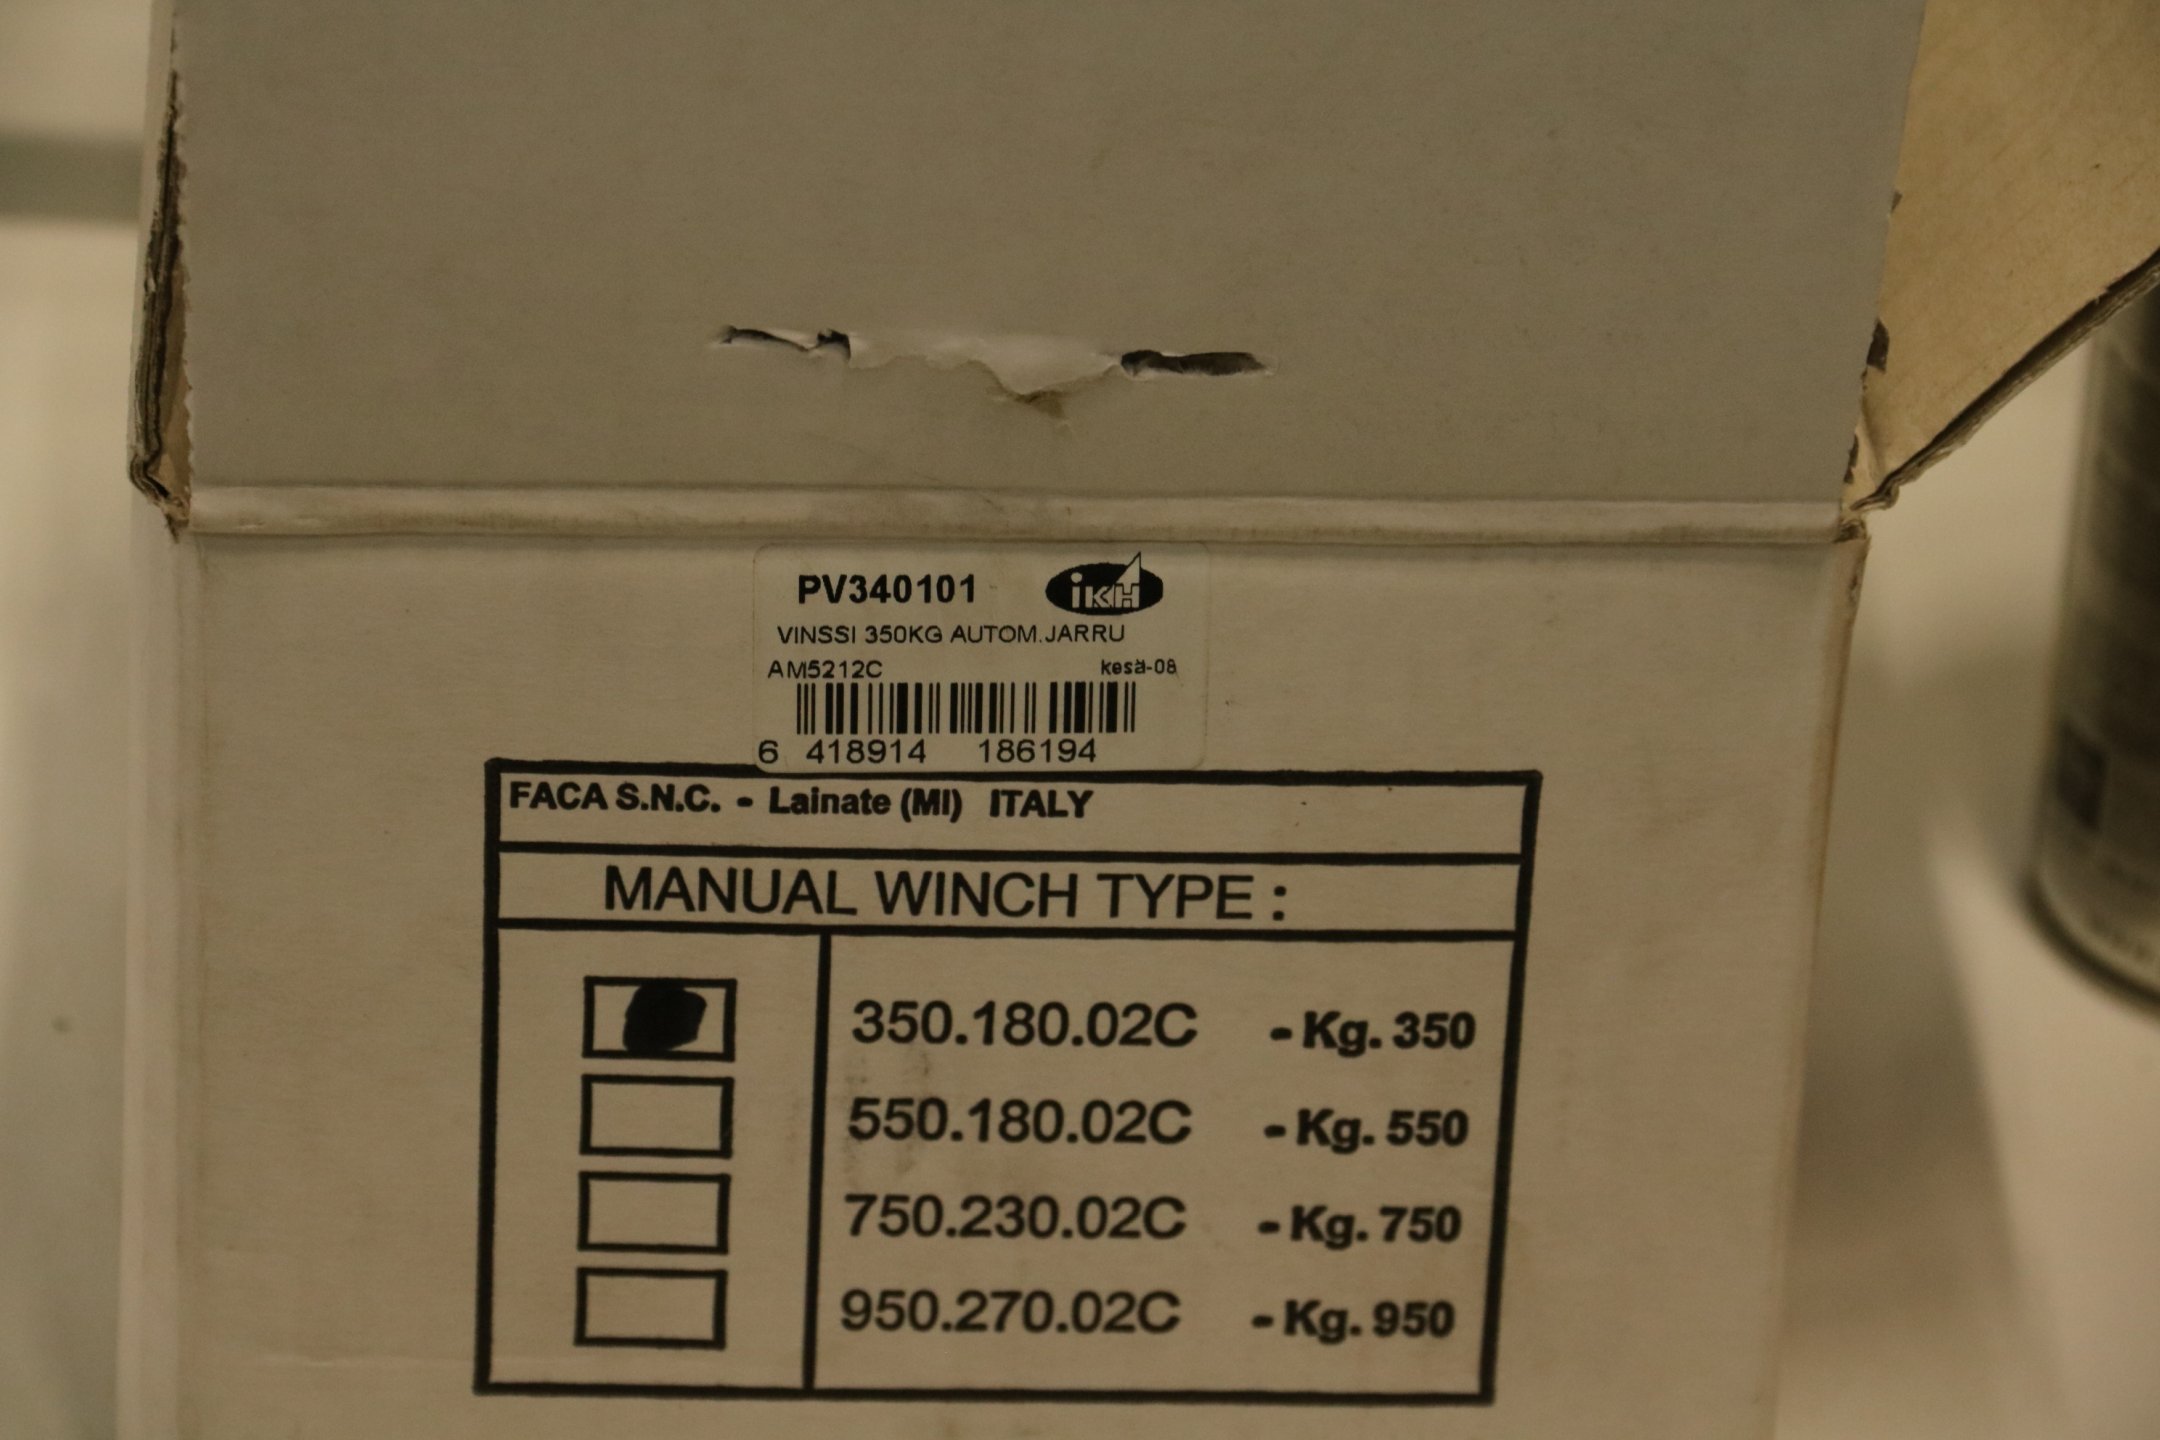 PV340101 iKH
VINSSI 350KG AUTOM.JARRU
AM5212C kesä-08
6 418914 186194
FACA S.N.C. - Lainate (MI) ITALY
MANUAL WINCH TYPE :
350.180.02C - Kg. 350
550.180.02C - Kg. 550
750.230.02C - Kg. 750
950.270.02C - Kg. 950